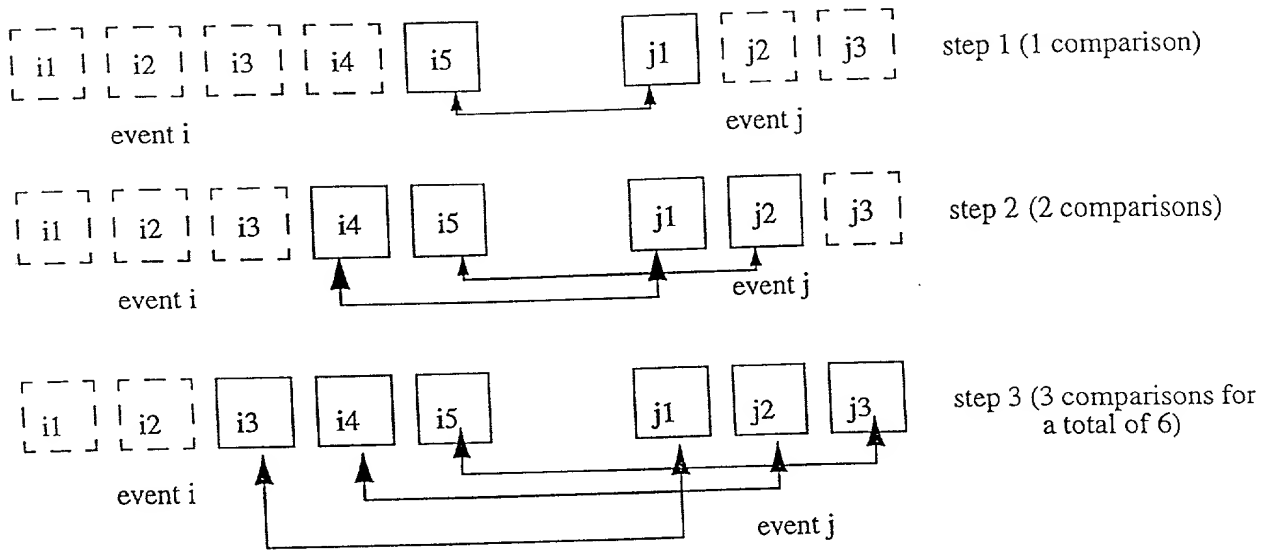 i1 i2 i3 i4 i5 j1 j2 j3 step 1 (1 comparison)
event i event j
i1 i2 i3 i4 i5 j1 j2 j3 step 2 (2 comparisons)
event i event j
i1 i2 i3 i4 i5 j1 j2 j3 step 3 (3 comparisons for
a total of 6)
event i
event j